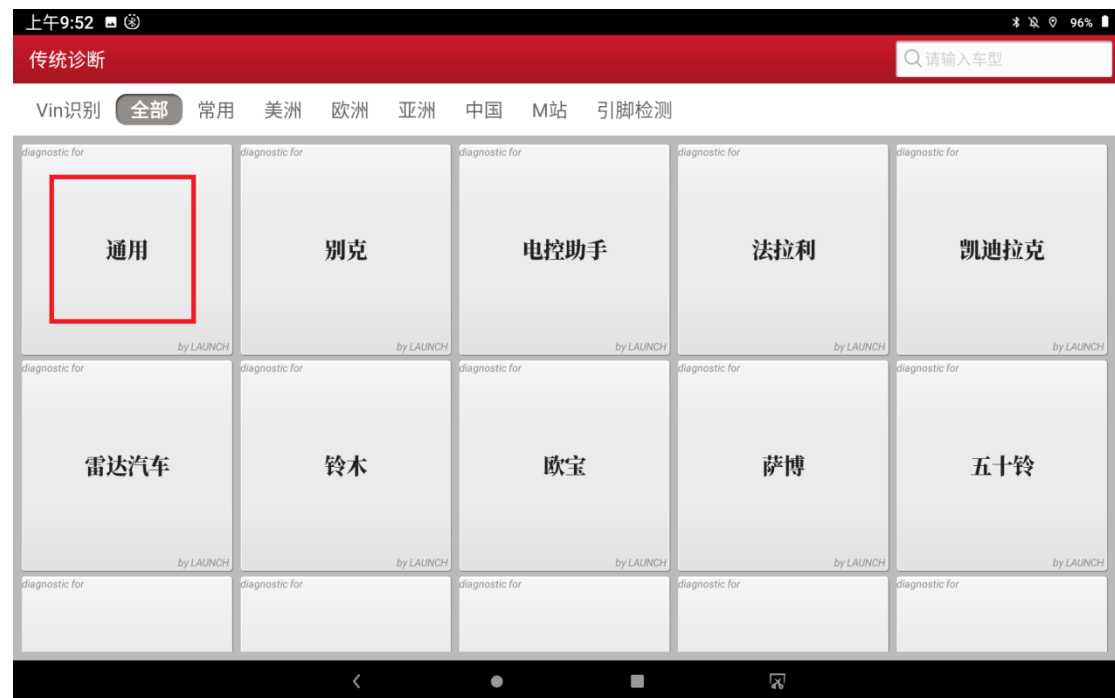 上午9:52 96%
传统诊断 请输入车型
Vin识别 全部 常用 美洲 欧洲 亚洲 中国 M站 引脚检测
diagnostic for diagnostic for diagnostic for diagnostic for diagnostic for
通用 别克 电控助手 法拉利 凯迪拉克
by LAUNCH by LAUNCH by LAUNCH by LAUNCH by LAUNCH
diagnostic for diagnostic for diagnostic for diagnostic for diagnostic for
雷达汽车 铃木 欧宝 萨博 五十铃
by LAUNCH by LAUNCH by LAUNCH by LAUNCH by LAUNCH
diagnostic for diagnostic for diagnostic for diagnostic for diagnostic for